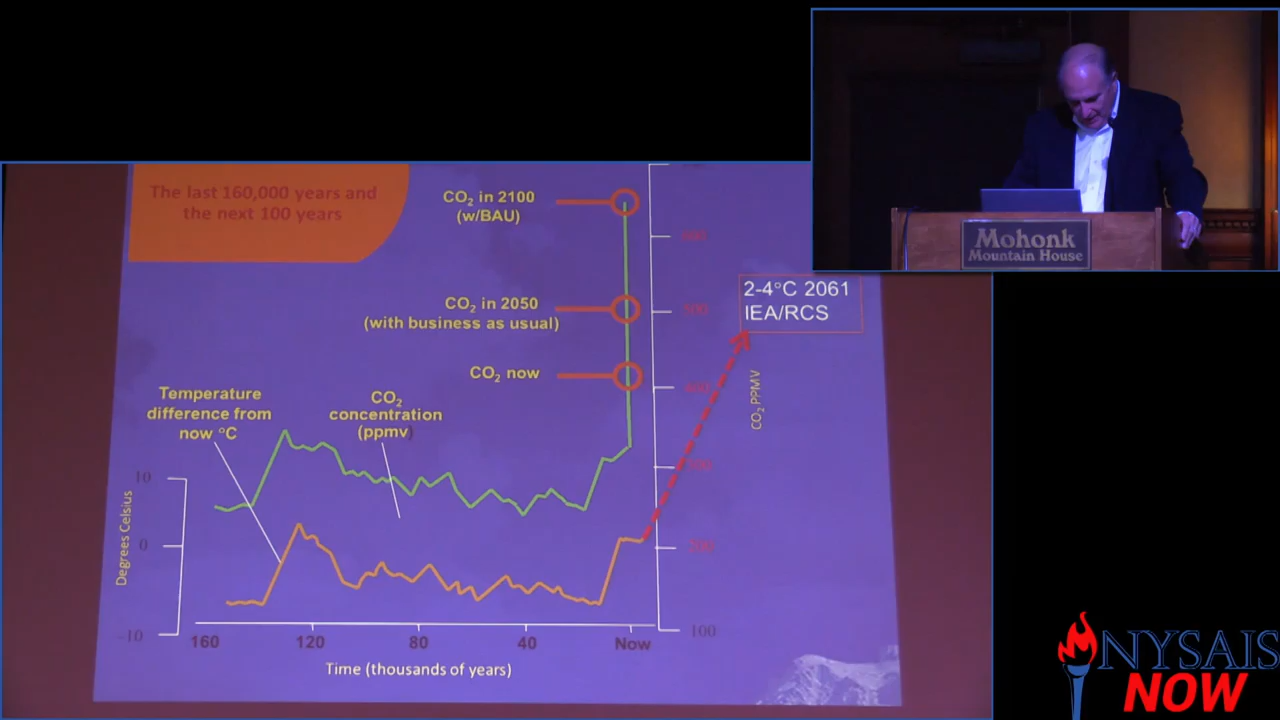 The last 160,000 years and
the next 100 years
CO₂ in 2100
(w/BAU)
CO₂ in 2050
(with business as usual)
CO₂ now
Temperature
difference from
now °C
CO₂
concentration
(ppmv)
2-4°C 2061
IEA/RCS
CO₂ PPMV
500
200
100
10
0
-10
Degrees Celsius
160
120
80
40
Now
Time (thousands of years)
Mohonk
Mountain House
NYSAIS
NOW